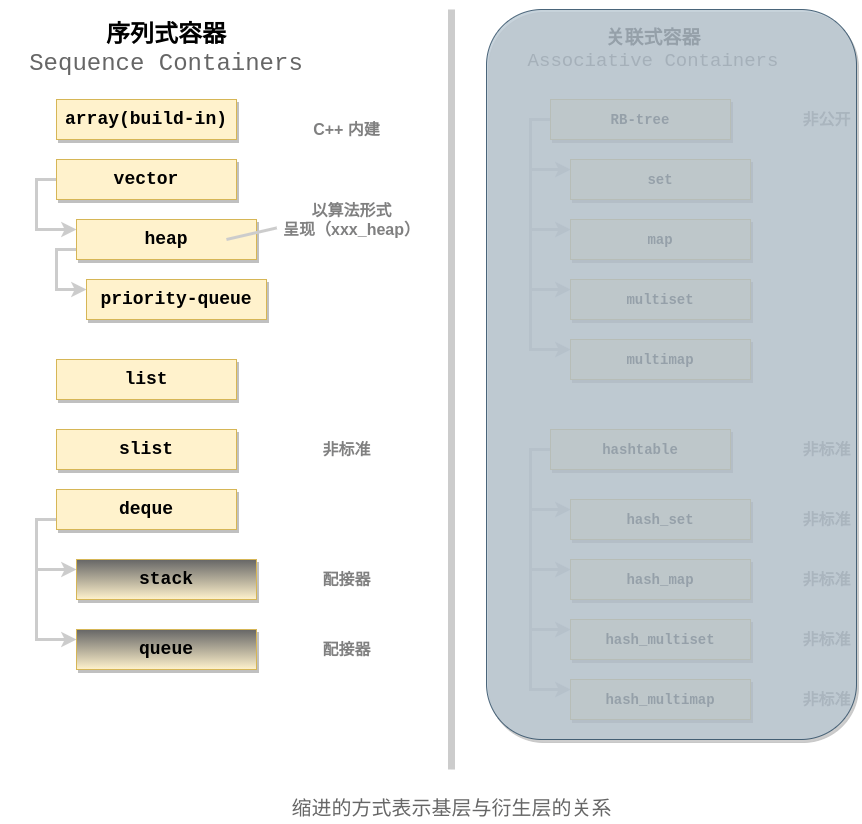 序列式容器
Sequence Containers
array(build-in)
C++ 内建
vector
heap
以算法形式
呈现（xxx_heap）
priority-queue
list
slist
非标准
deque
stack
配接器
queue
配接器
关联式容器
Associative Containers
RB-tree
非公开
set
map
multiset
multimap
hashtable
非标准
hash_set
非标准
hash_map
非标准
hash_multiset
非标准
hash_multimap
非标准
缩进的方式表示基层与衍生层的关系